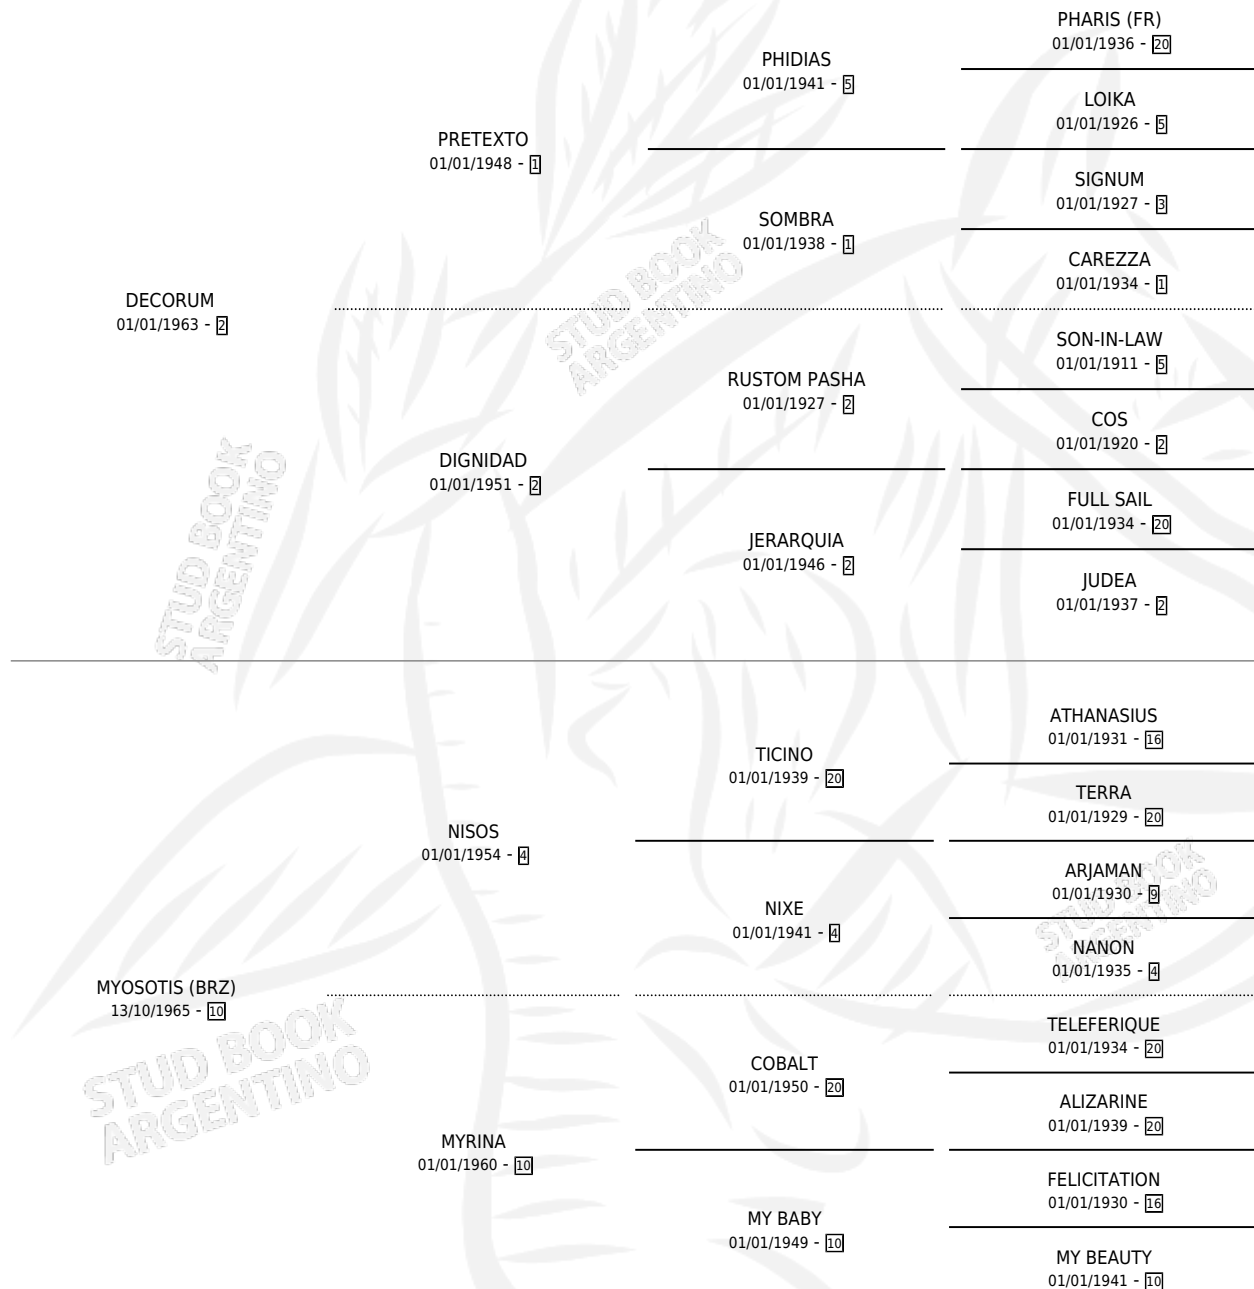 DECORUM
01/01/1963 - 2
PRETEXTO
01/01/1948 - 1
PHIDIAS
01/01/1941 - 5
PHARIS (FR)
01/01/1936 - 20
LOIKA
01/01/1926 - 5
SOMBRA
01/01/1938 - 1
SIGNUM
01/01/1927 - 3
CAREZZA
01/01/1934 - 1
DIGNIDAD
01/01/1951 - 2
RUSTOM PASHA
01/01/1927 - 2
SON-IN-LAW
01/01/1911 - 5
COS
01/01/1920 - 2
JERARQUIA
01/01/1946 - 2
FULL SAIL
01/01/1934 - 20
JUDEA
01/01/1937 - 2
MYOSOTIS (BRZ)
13/10/1965 - 10
NISOS
01/01/1954 - 4
TICINO
01/01/1939 - 20
ATHANASIUS
01/01/1931 - 16
TERRA
01/01/1929 - 20
NIXE
01/01/1941 - 4
ARJAMAN
01/01/1930 - 9
NANON
01/01/1935 - 4
MYRINA
01/01/1960 - 10
COBALT
01/01/1950 - 20
TELEFERIQUE
01/01/1934 - 20
ALIZARINE
01/01/1939 - 20
MY BABY
01/01/1949 - 10
FELICITATION
01/01/1930 - 16
MY BEAUTY
01/01/1941 - 10
STUD BOOK
ARGENTINO
STUD BOOK
ARGENTINO
STUD BOOK
ARGENTINO
STUD BOOK
ARGENTINO